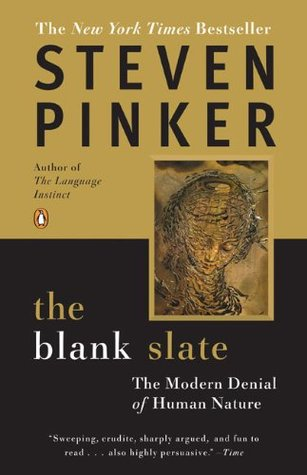 The New York Times Bestseller
STEVEN
PINKER
Author of
The Language
Instinct
the
blank slate
The Modern Denial
of Human Nature
"Sweeping, erudite, sharply argued, and fun to
read . . . also highly persuasive." –Time